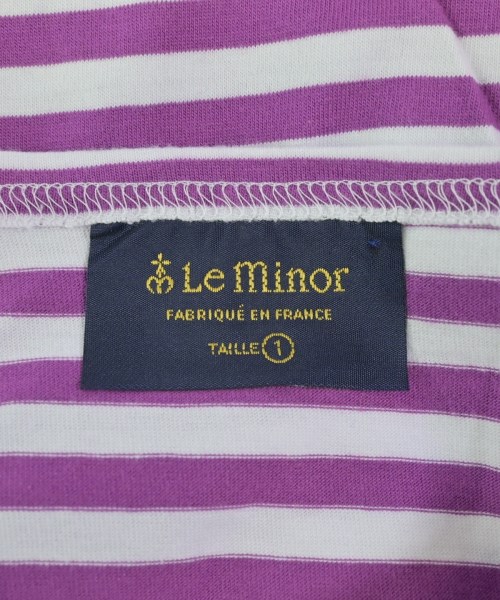 Le Minor
FABRIQUÉ EN FRANCE
TAILLE 1